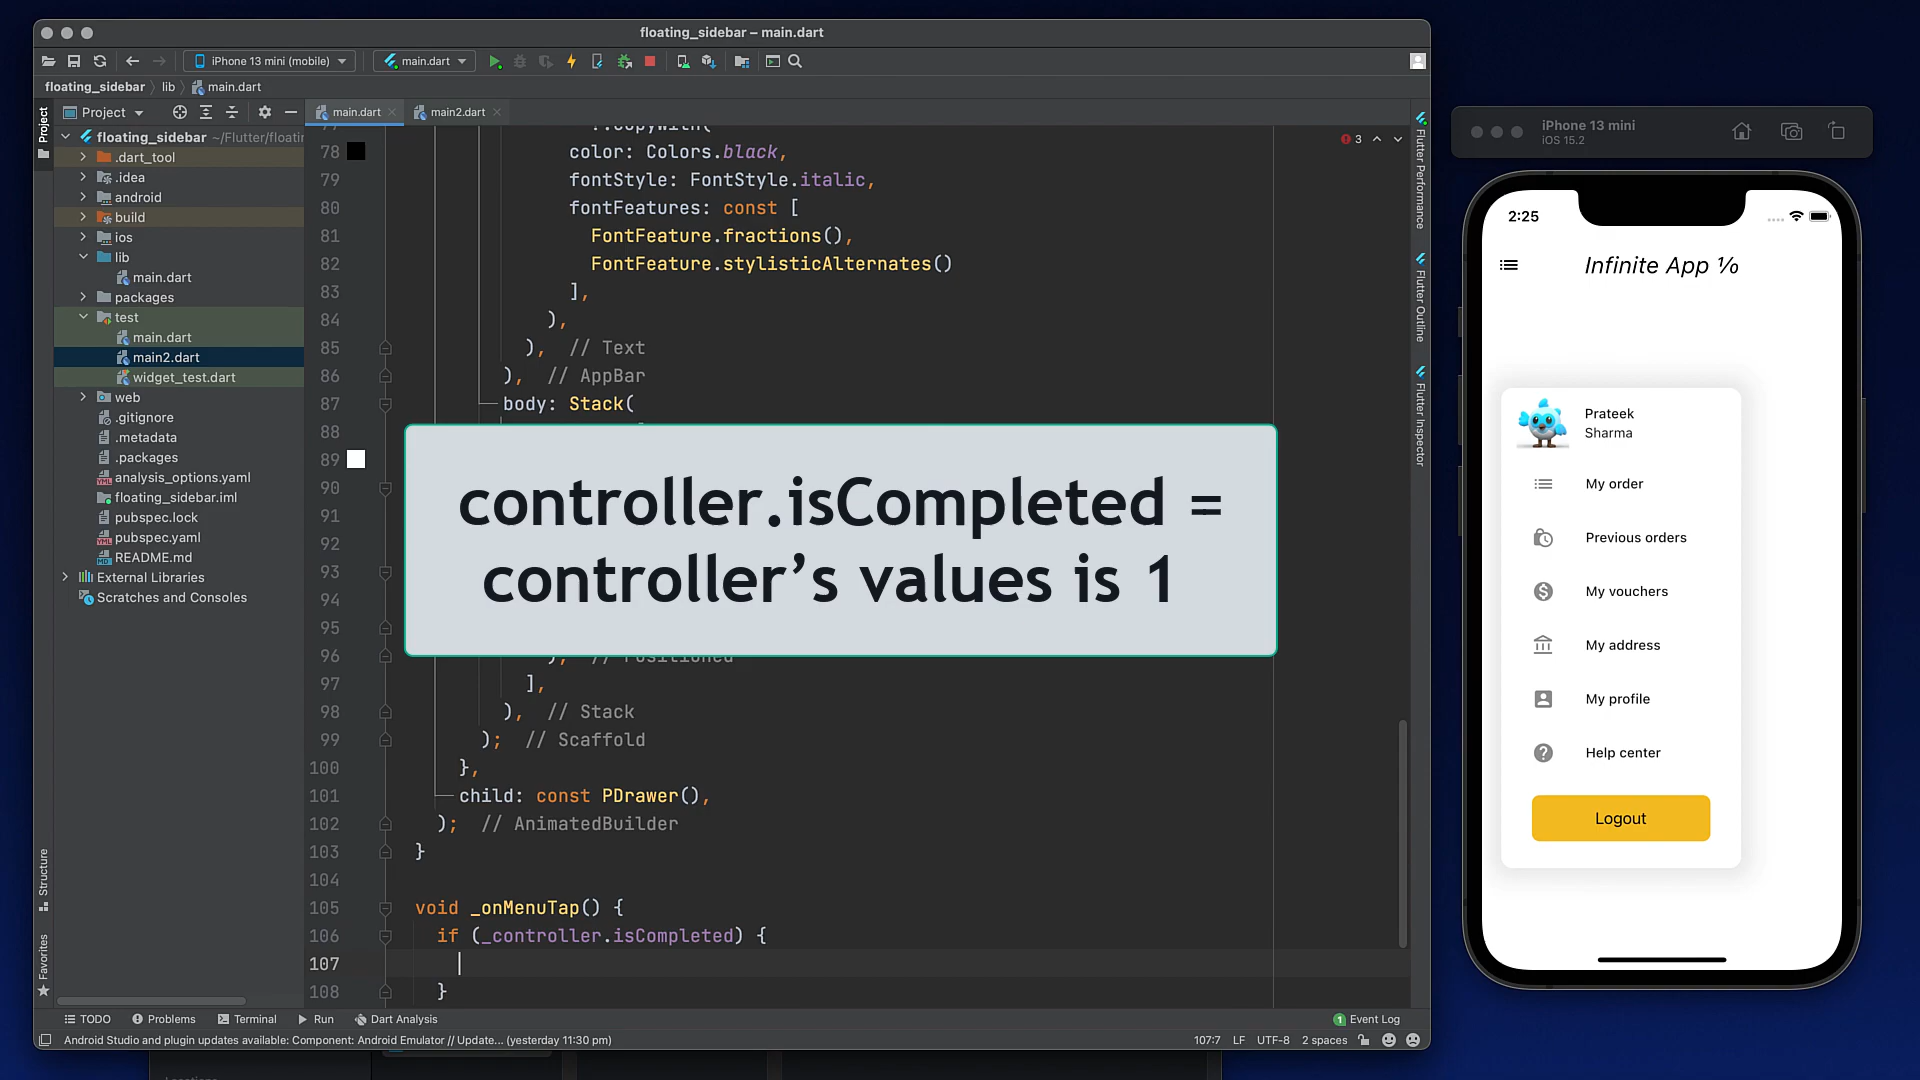 floating_sidebar – main.dart
iPhone 13 mini (mobile)
main.dart
floating_sidebar
lib
main.dart
Project
main.dart
main2.dart
floating_sidebar ~/Flutter/floatin
.dart_tool
.idea
android
build
ios
lib
main.dart
packages
test
main.dart
main2.dart
widget_test.dart
web
.gitignore
.metadata
.packages
analysis_options.yaml
floating_sidebar.iml
pubspec.lock
pubspec.yaml
README.md
External Libraries
Scratches and Consoles
Project
Structure
Favorites
3
78 color: Colors.black,
79 fontStyle: FontStyle.italic,
80 fontFeatures: const [
81 FontFeature.fractions(),
82 FontFeature.stylisticAlternates()
83 ],
84 ),
85 ), // Text
86 ), // AppBar
87 body: Stack(
88
89
90
91
92
93
94
95
96
controller.isCompleted =
controller’s values is 1
97 ],
98 ), // Stack
99 ); // Scaffold
100 },
101 child: const PDrawer(),
102 ); // AnimatedBuilder
103 }
104
105 void _onMenuTap() {
106 if (_controller.isCompleted) {
107
108 }
Flutter Performance
Flutter Outline
Flutter Inspector
TODO
Problems
Terminal
Run
Dart Analysis
1 Event Log
Android Studio and plugin updates available: Component: Android Emulator // Update... (yesterday 11:30 pm)
107:7
LF
UTF-8
2 spaces
iPhone 13 mini
iOS 15.2
2:25
Infinite App ⅟₀
Prateek
Sharma
My order
Previous orders
My vouchers
My address
My profile
Help center
Logout